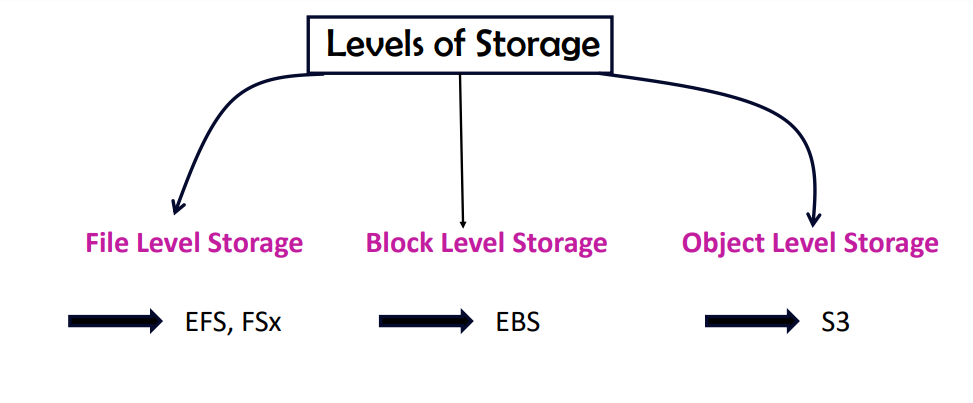 Levels of Storage
File Level Storage
Block Level Storage
Object Level Storage
EFS, FSx
EBS
S3